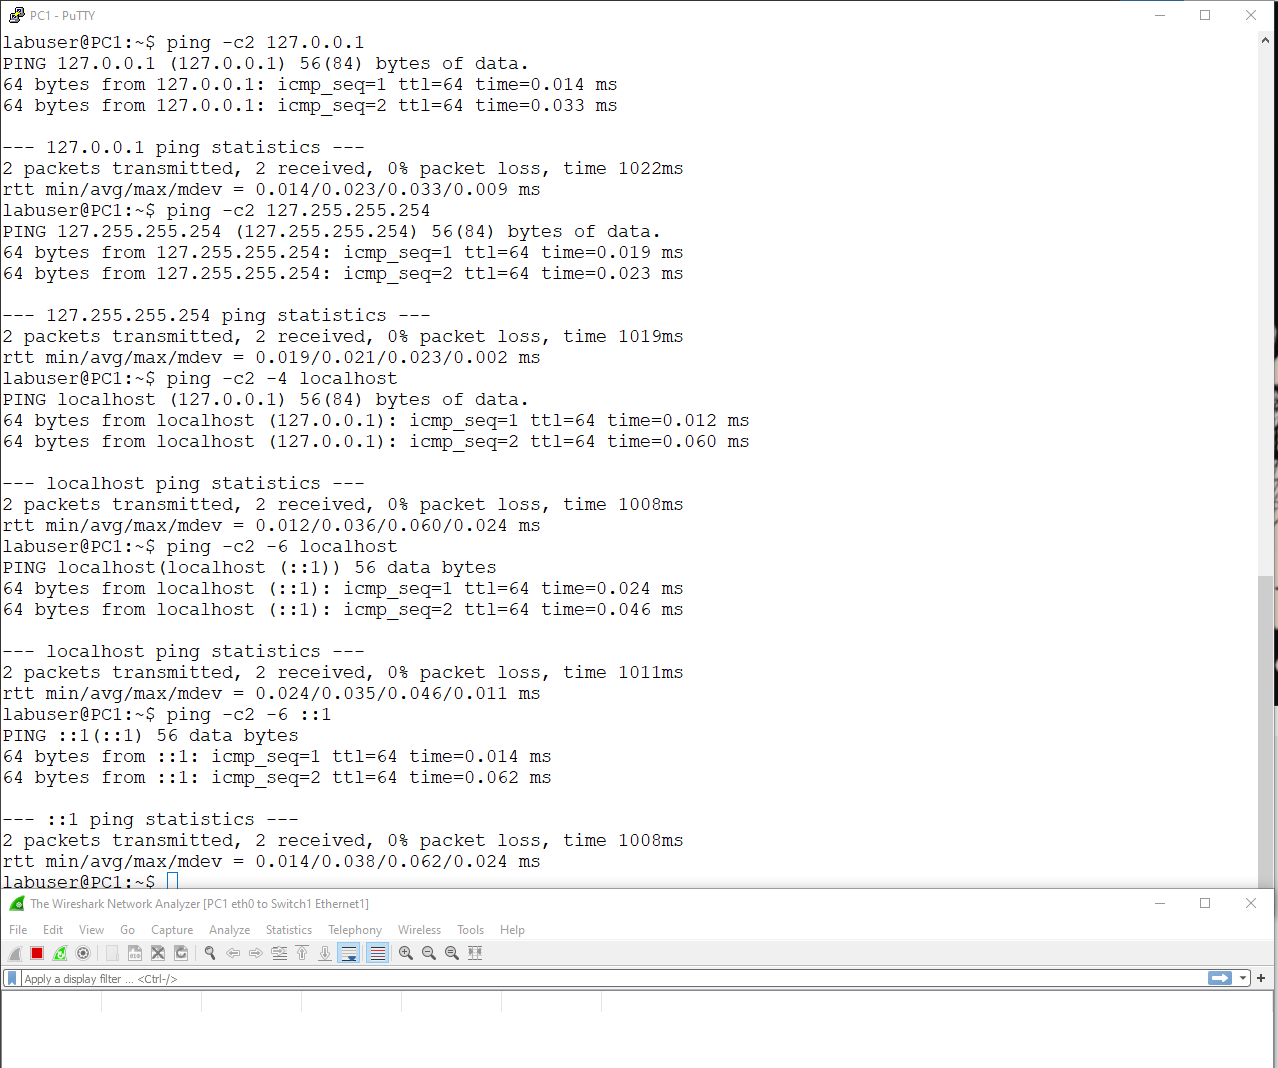 PC1 - PuTTY
labuser@PC1:~$ ping -c2 127.0.0.1
PING 127.0.0.1 (127.0.0.1) 56(84) bytes of data.
64 bytes from 127.0.0.1: icmp_seq=1 ttl=64 time=0.014 ms
64 bytes from 127.0.0.1: icmp_seq=2 ttl=64 time=0.033 ms
--- 127.0.0.1 ping statistics ---
2 packets transmitted, 2 received, 0% packet loss, time 1022ms
rtt min/avg/max/mdev = 0.014/0.023/0.033/0.009 ms
labuser@PC1:~$ ping -c2 127.255.255.254
PING 127.255.255.254 (127.255.255.254) 56(84) bytes of data.
64 bytes from 127.255.255.254: icmp_seq=1 ttl=64 time=0.019 ms
64 bytes from 127.255.255.254: icmp_seq=2 ttl=64 time=0.023 ms
--- 127.255.255.254 ping statistics ---
2 packets transmitted, 2 received, 0% packet loss, time 1019ms
rtt min/avg/max/mdev = 0.019/0.021/0.023/0.002 ms
labuser@PC1:~$ ping -c2 -4 localhost
PING localhost (127.0.0.1) 56(84) bytes of data.
64 bytes from localhost (127.0.0.1): icmp_seq=1 ttl=64 time=0.012 ms
64 bytes from localhost (127.0.0.1): icmp_seq=2 ttl=64 time=0.060 ms
--- localhost ping statistics ---
2 packets transmitted, 2 received, 0% packet loss, time 1008ms
rtt min/avg/max/mdev = 0.012/0.036/0.060/0.024 ms
labuser@PC1:~$ ping -c2 -6 localhost
PING localhost(localhost (::1)) 56 data bytes
64 bytes from localhost (::1): icmp_seq=1 ttl=64 time=0.024 ms
64 bytes from localhost (::1): icmp_seq=2 ttl=64 time=0.046 ms
--- localhost ping statistics ---
2 packets transmitted, 2 received, 0% packet loss, time 1011ms
rtt min/avg/max/mdev = 0.024/0.035/0.046/0.011 ms
labuser@PC1:~$ ping -c2 -6 ::1
PING ::1(::1) 56 data bytes
64 bytes from ::1: icmp_seq=1 ttl=64 time=0.014 ms
64 bytes from ::1: icmp_seq=2 ttl=64 time=0.062 ms
--- ::1 ping statistics ---
2 packets transmitted, 2 received, 0% packet loss, time 1008ms
rtt min/avg/max/mdev = 0.014/0.038/0.062/0.024 ms
labuser@PC1:~$
The Wireshark Network Analyzer [PC1 eth0 to Switch1 Ethernet1]
File Edit View Go Capture Analyze Statistics Telephony Wireless Tools Help
Apply a display filter ... <Ctrl-/>